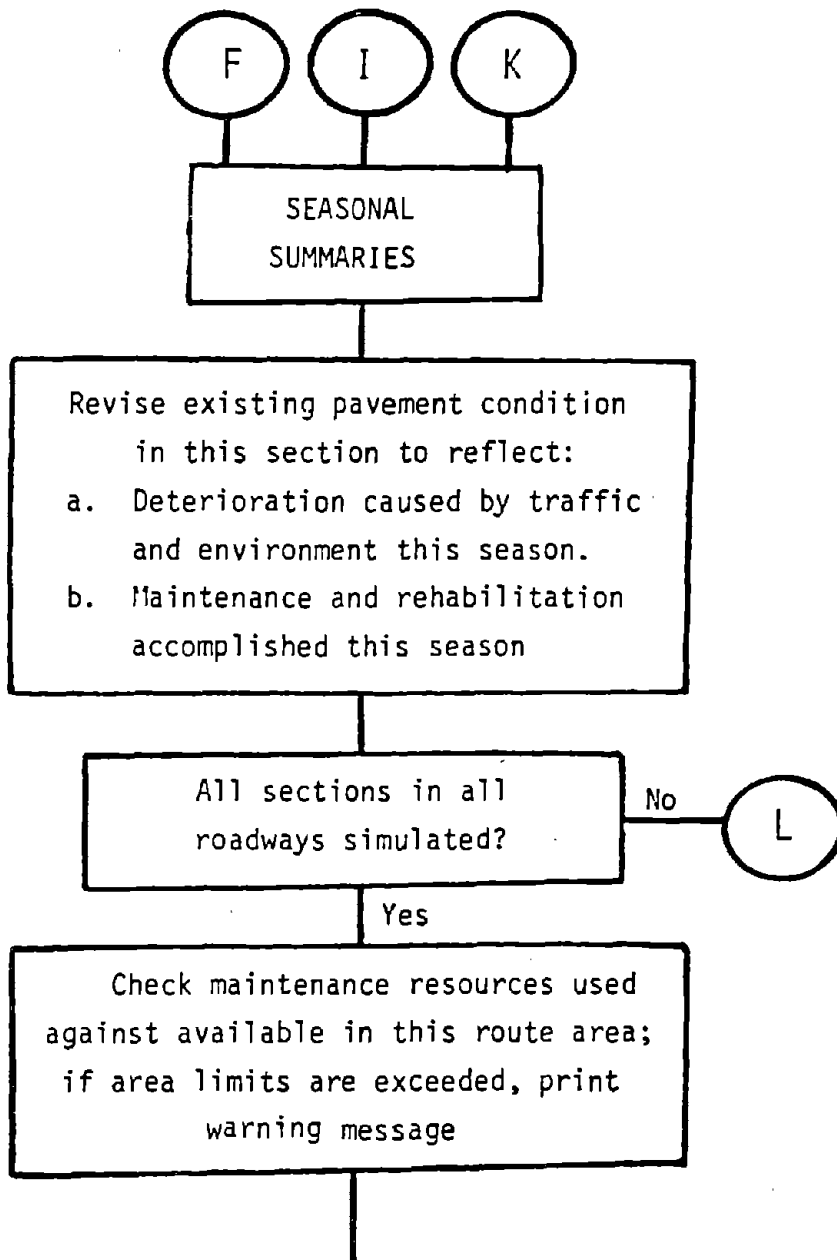 F I K
SEASONAL
SUMMARIES
Revise existing pavement condition
in this section to reflect:
a. Deterioration caused by traffic
and environment this season.
b. Maintenance and rehabilitation
accomplished this season
All sections in all
roadways simulated?
No
L
Yes
Check maintenance resources used
against available in this route area;
if area limits are exceeded, print
warning message